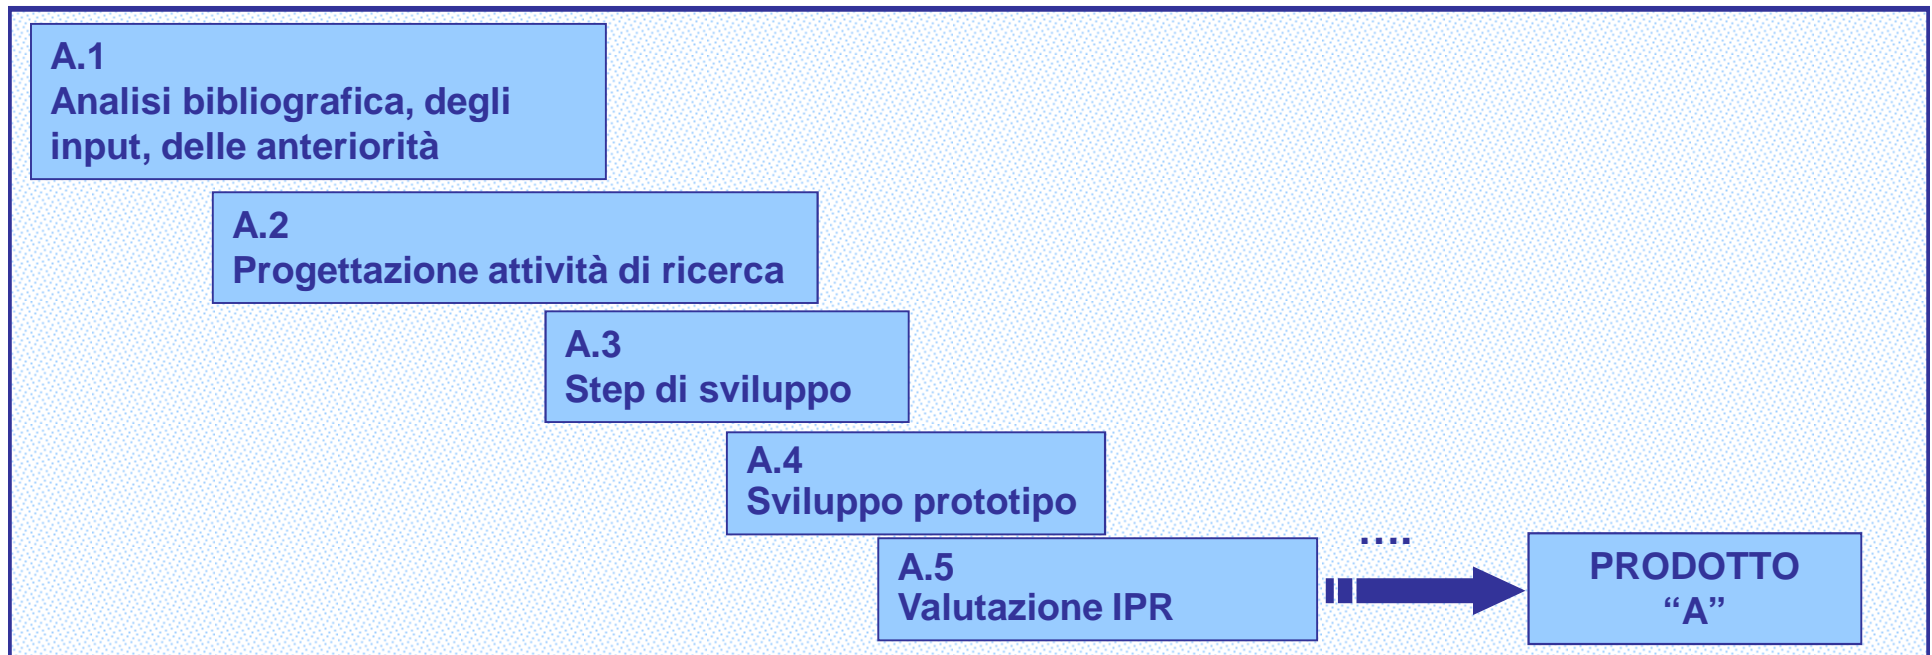 A.1
Analisi bibliografica, degli
input, delle anteriorità
A.2
Progettazione attività di ricerca
A.3
Step di sviluppo
A.4
Sviluppo prototipo
A.5
Valutazione IPR
....
PRODOTTO
“A”